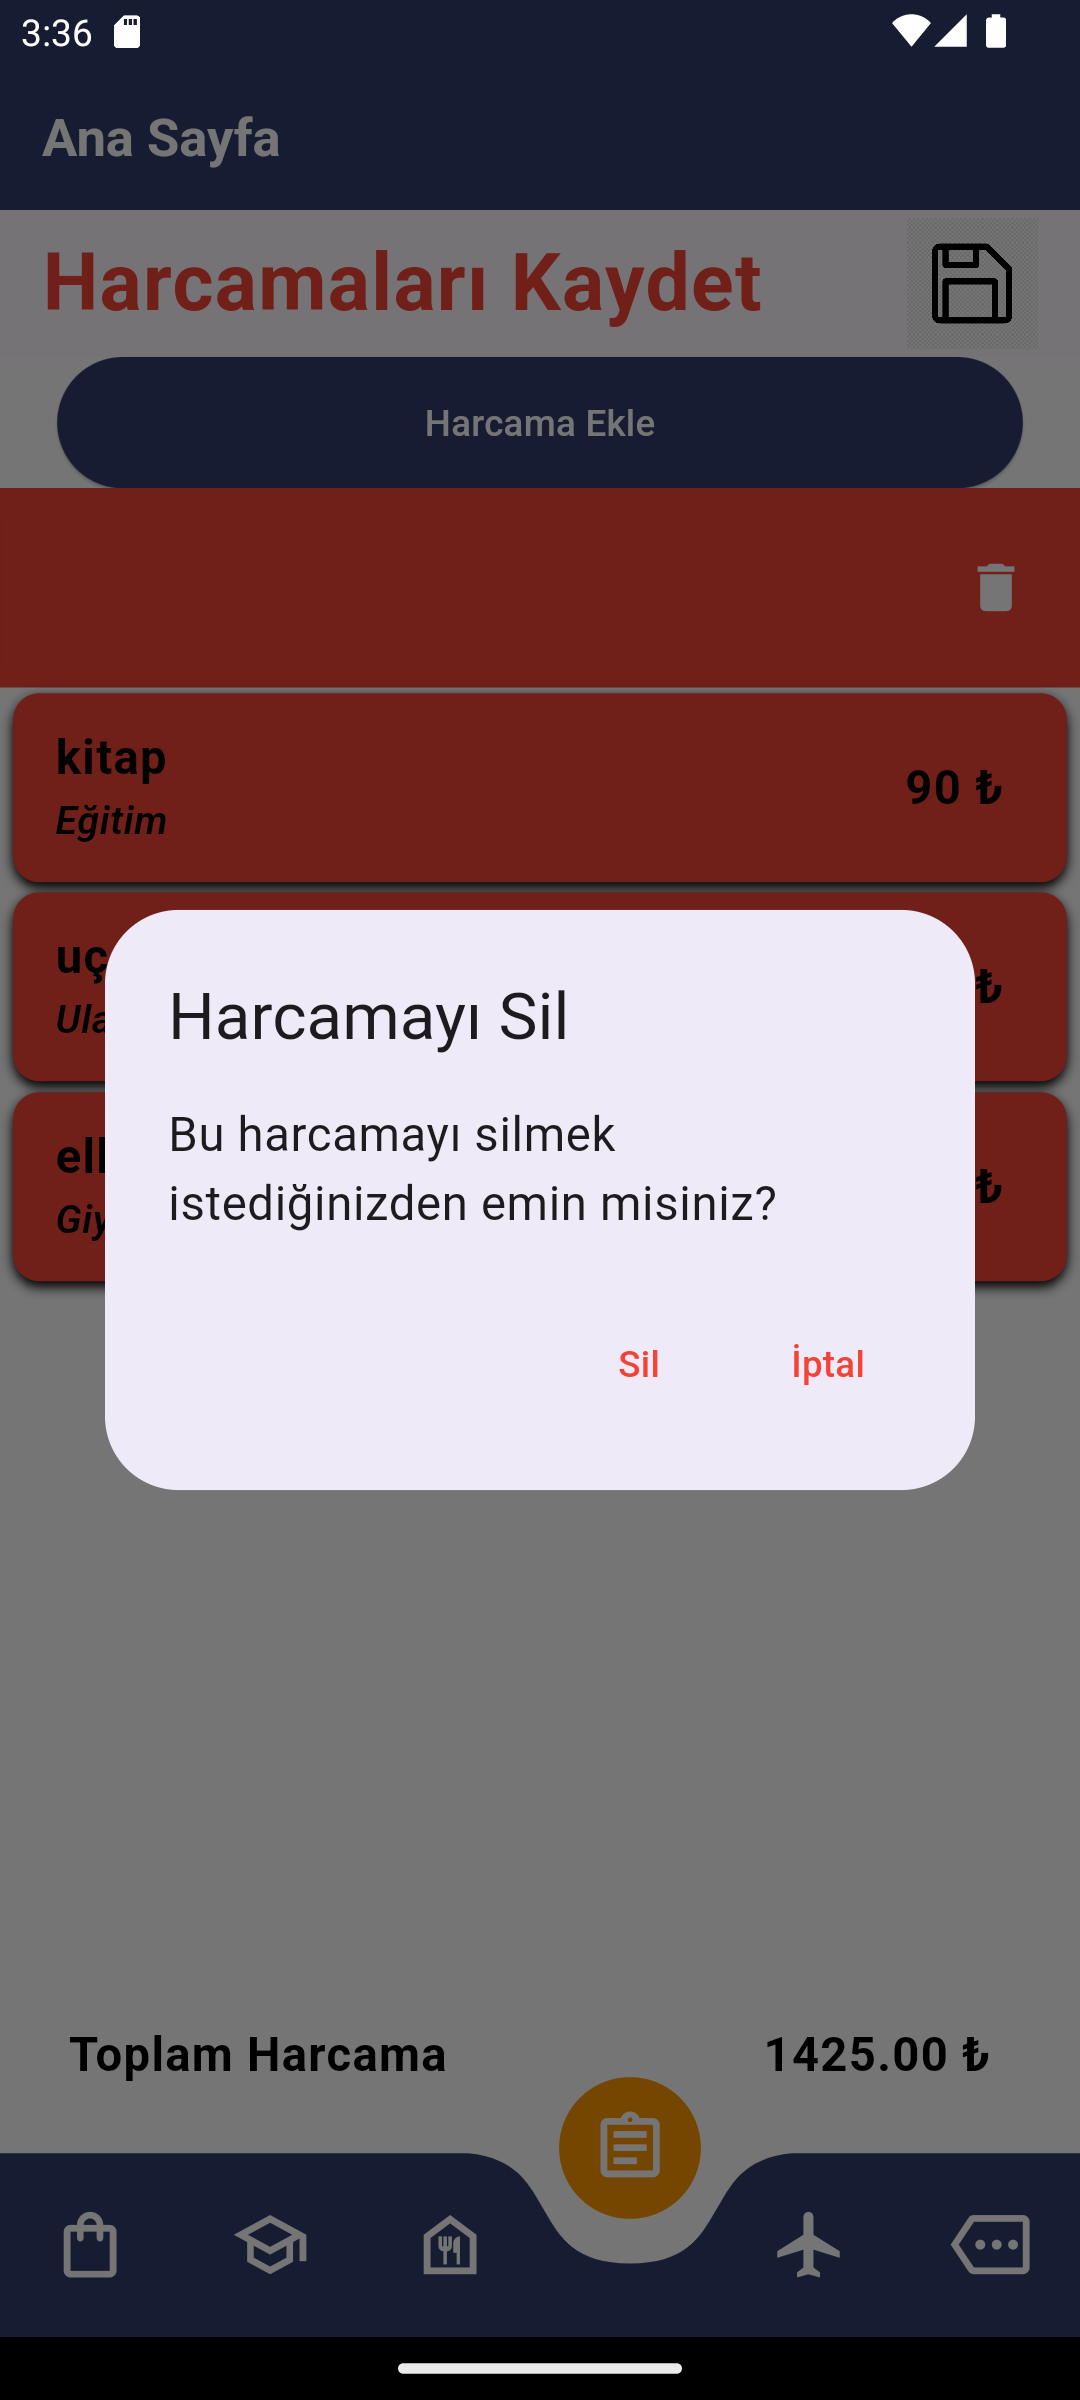 3:36
Ana Sayfa
Harcamaları Kaydet
Harcama Ekle
kitap
Eğitim
90 ₺
₺
₺
Harcamayı Sil
Bu harcamayı silmek
istediğinizden emin misiniz?
Sil İptal
Toplam Harcama 1425.00 ₺